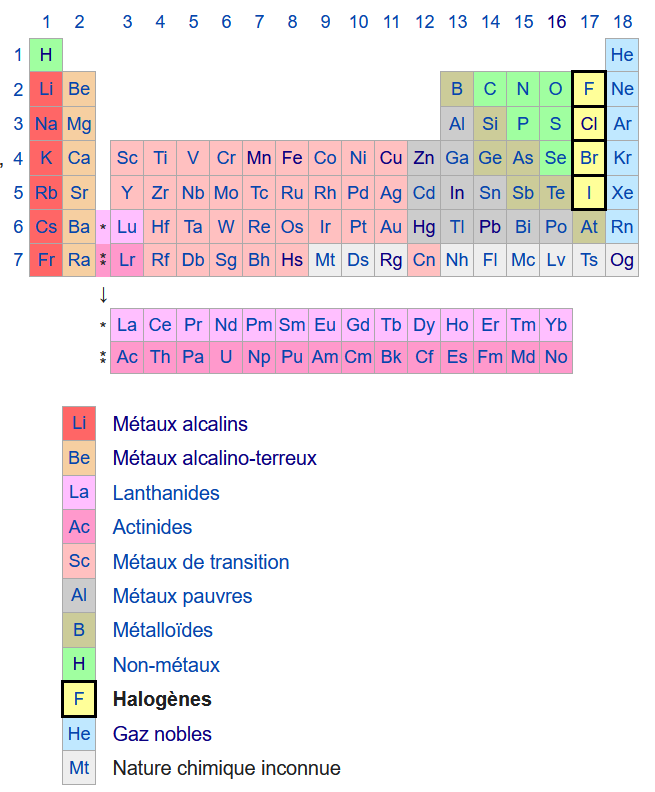 1 2 3 4 5 6 7 8 9 10 11 12 13 14 15 16 17 18
1 H He
2 Li Be B C N O F Ne
3 Na Mg Al Si P S Cl Ar
4 K Ca Sc Ti V Cr Mn Fe Co Ni Cu Zn Ga Ge As Se Br Kr
5 Rb Sr Y Zr Nb Mo Tc Ru Rh Pd Ag Cd In Sn Sb Te I Xe
6 Cs Ba * Lu Hf Ta W Re Os Ir Pt Au Hg Tl Pb Bi Po At Rn
7 Fr Ra ** Lr Rf Db Sg Bh Hs Mt Ds Rg Cn Nh Fl Mc Lv Ts Og
↓
* La Ce Pr Nd Pm Sm Eu Gd Tb Dy Ho Er Tm Yb
** Ac Th Pa U Np Pu Am Cm Bk Cf Es Fm Md No
Li Métaux alcalins
Be Métaux alcalino-terreux
La Lanthanides
Ac Actinides
Sc Métaux de transition
Al Métaux pauvres
B Métalloïdes
H Non-métaux
F Halogènes
He Gaz nobles
Mt Nature chimique inconnue